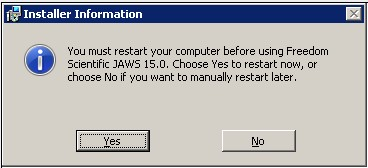 Installer Information
You must restart your computer before using Freedom
Scientific JAWS 15.0. Choose Yes to restart now, or
choose No if you want to manually restart later.
Yes
No